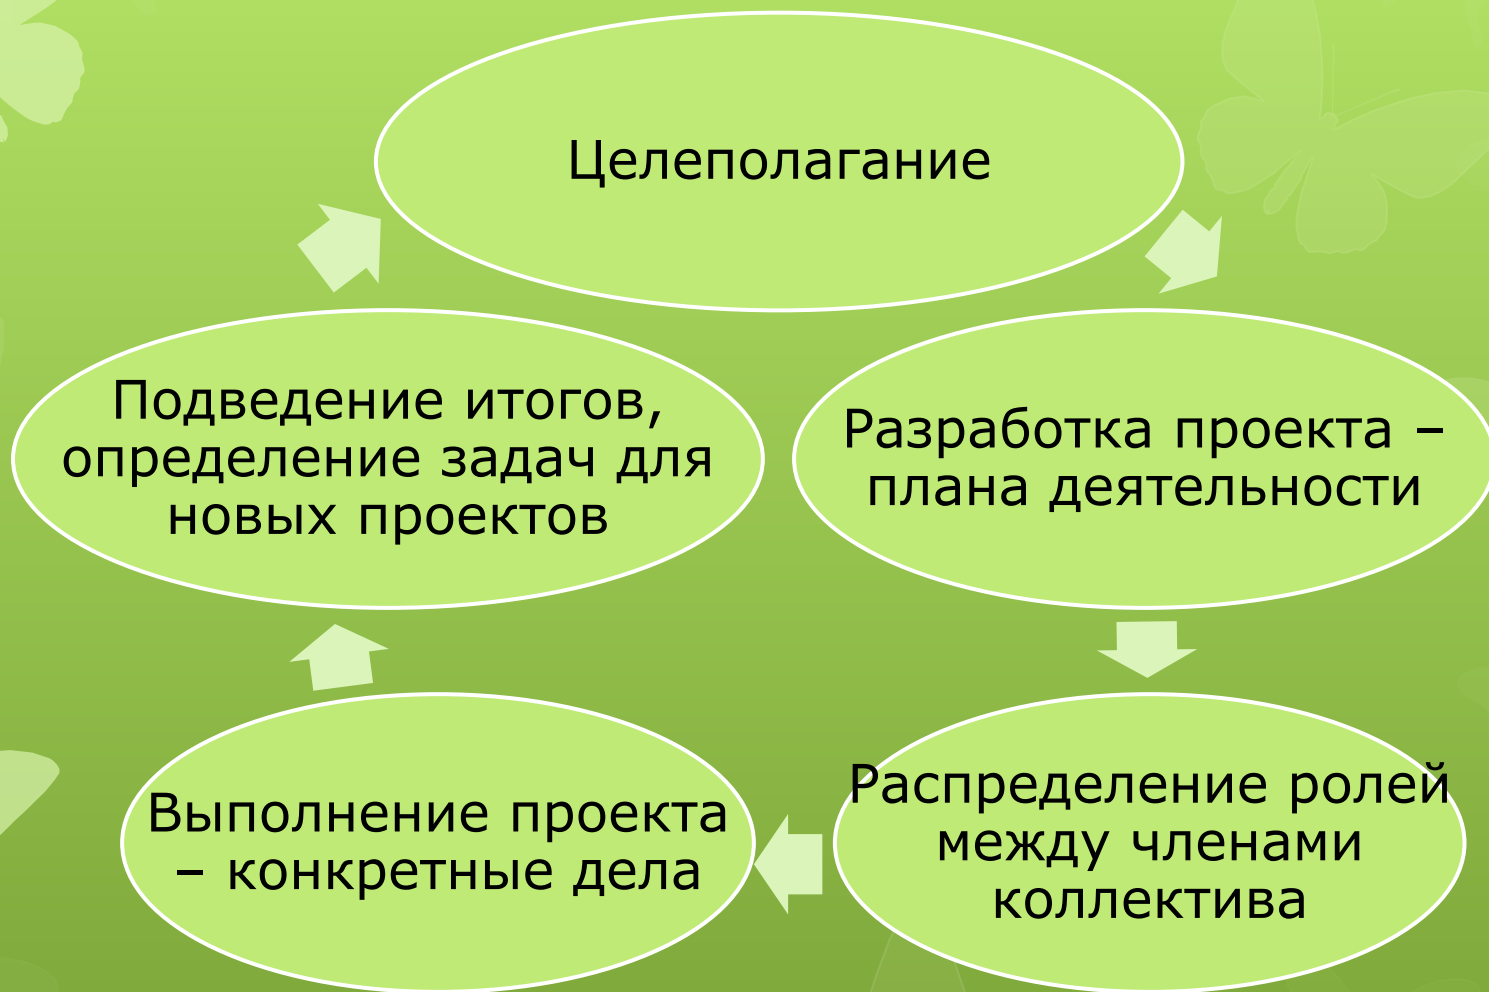 Целеполагание
Разработка проекта –
плана деятельности
Распределение ролей
между членами
коллектива
Выполнение проекта
– конкретные дела
Подведение итогов,
определение задач для
новых проектов